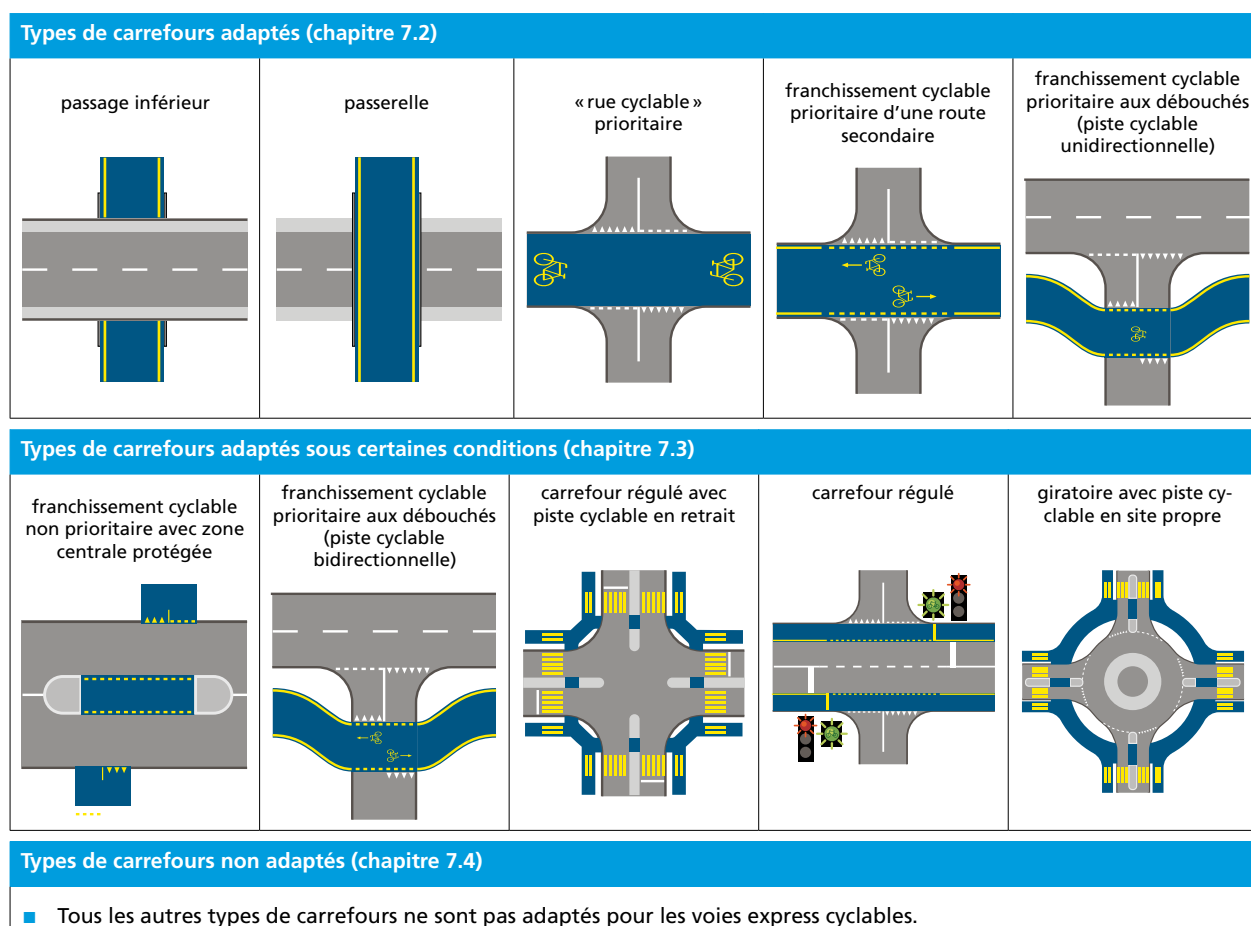 Types de carrefours adaptés (chapitre 7.2)
passage inférieur
passerelle
« rue cyclable »
prioritaire
franchissement cyclable
prioritaire d’une route
secondaire
franchissement cyclable
prioritaire aux débouchés
(piste cyclable
unidirectionnelle)
Types de carrefours adaptés sous certaines conditions (chapitre 7.3)
franchissement cyclable
non prioritaire avec zone
centrale protégée
franchissement cyclable
prioritaire aux débouchés
(piste cyclable
bidirectionnelle)
carrefour régulé avec
piste cyclable en retrait
carrefour régulé
giratoire avec piste cy-
clable en site propre
Types de carrefours non adaptés (chapitre 7.4)
Tous les autres types de carrefours ne sont pas adaptés pour les voies express cyclables.